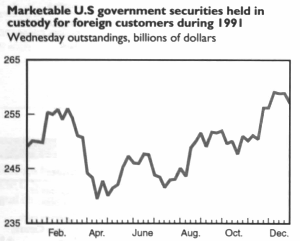 Marketable U.S government securities held in
custody for foreign customers during 1991
Wednesday outstandings, billions of dollars
265
255
245
235
Feb. Apr. June Aug. Oct. Dec.